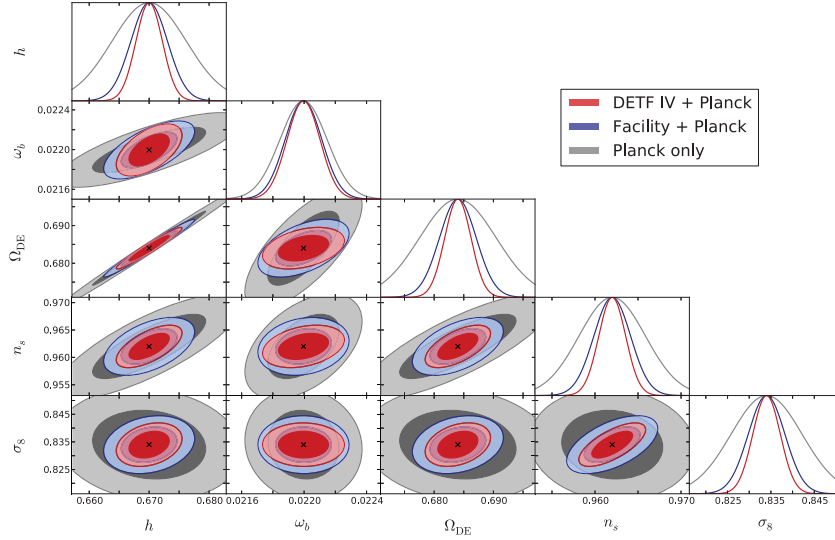 h
0.0224
ω_b
0.0220
0.0216
DETF IV + Planck
Facility + Planck
Planck only
Ω_DE
0.690
0.680
n_s
0.970
0.965
0.960
0.955
σ_8
0.845
0.835
0.825
0.660 0.670 0.680 0.0216 0.0220 0.0224 0.680 0.690 0.960 0.970 0.825 0.835 0.845
h ω_b Ω_DE n_s σ_8